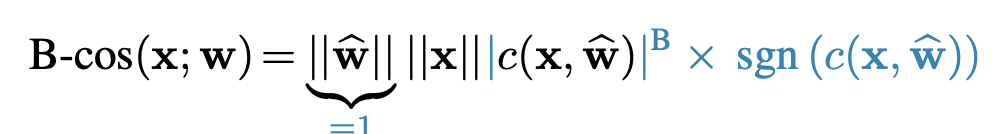 B-cos(x; w) = ||ŵ|| ||x|| |c(x, ŵ)|ᴮ × sgn (c(x, ŵ))
=1